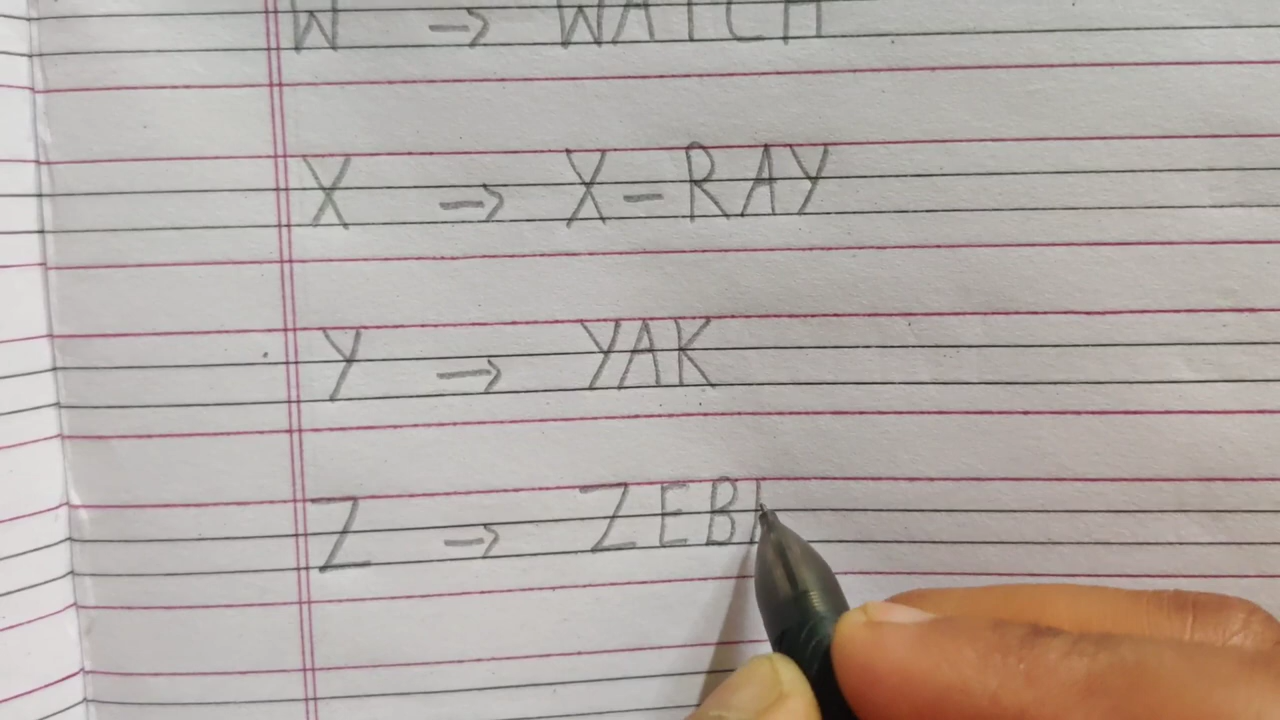 W → WATCH
X → X-RAY
Y → YAK
Z → ZEB